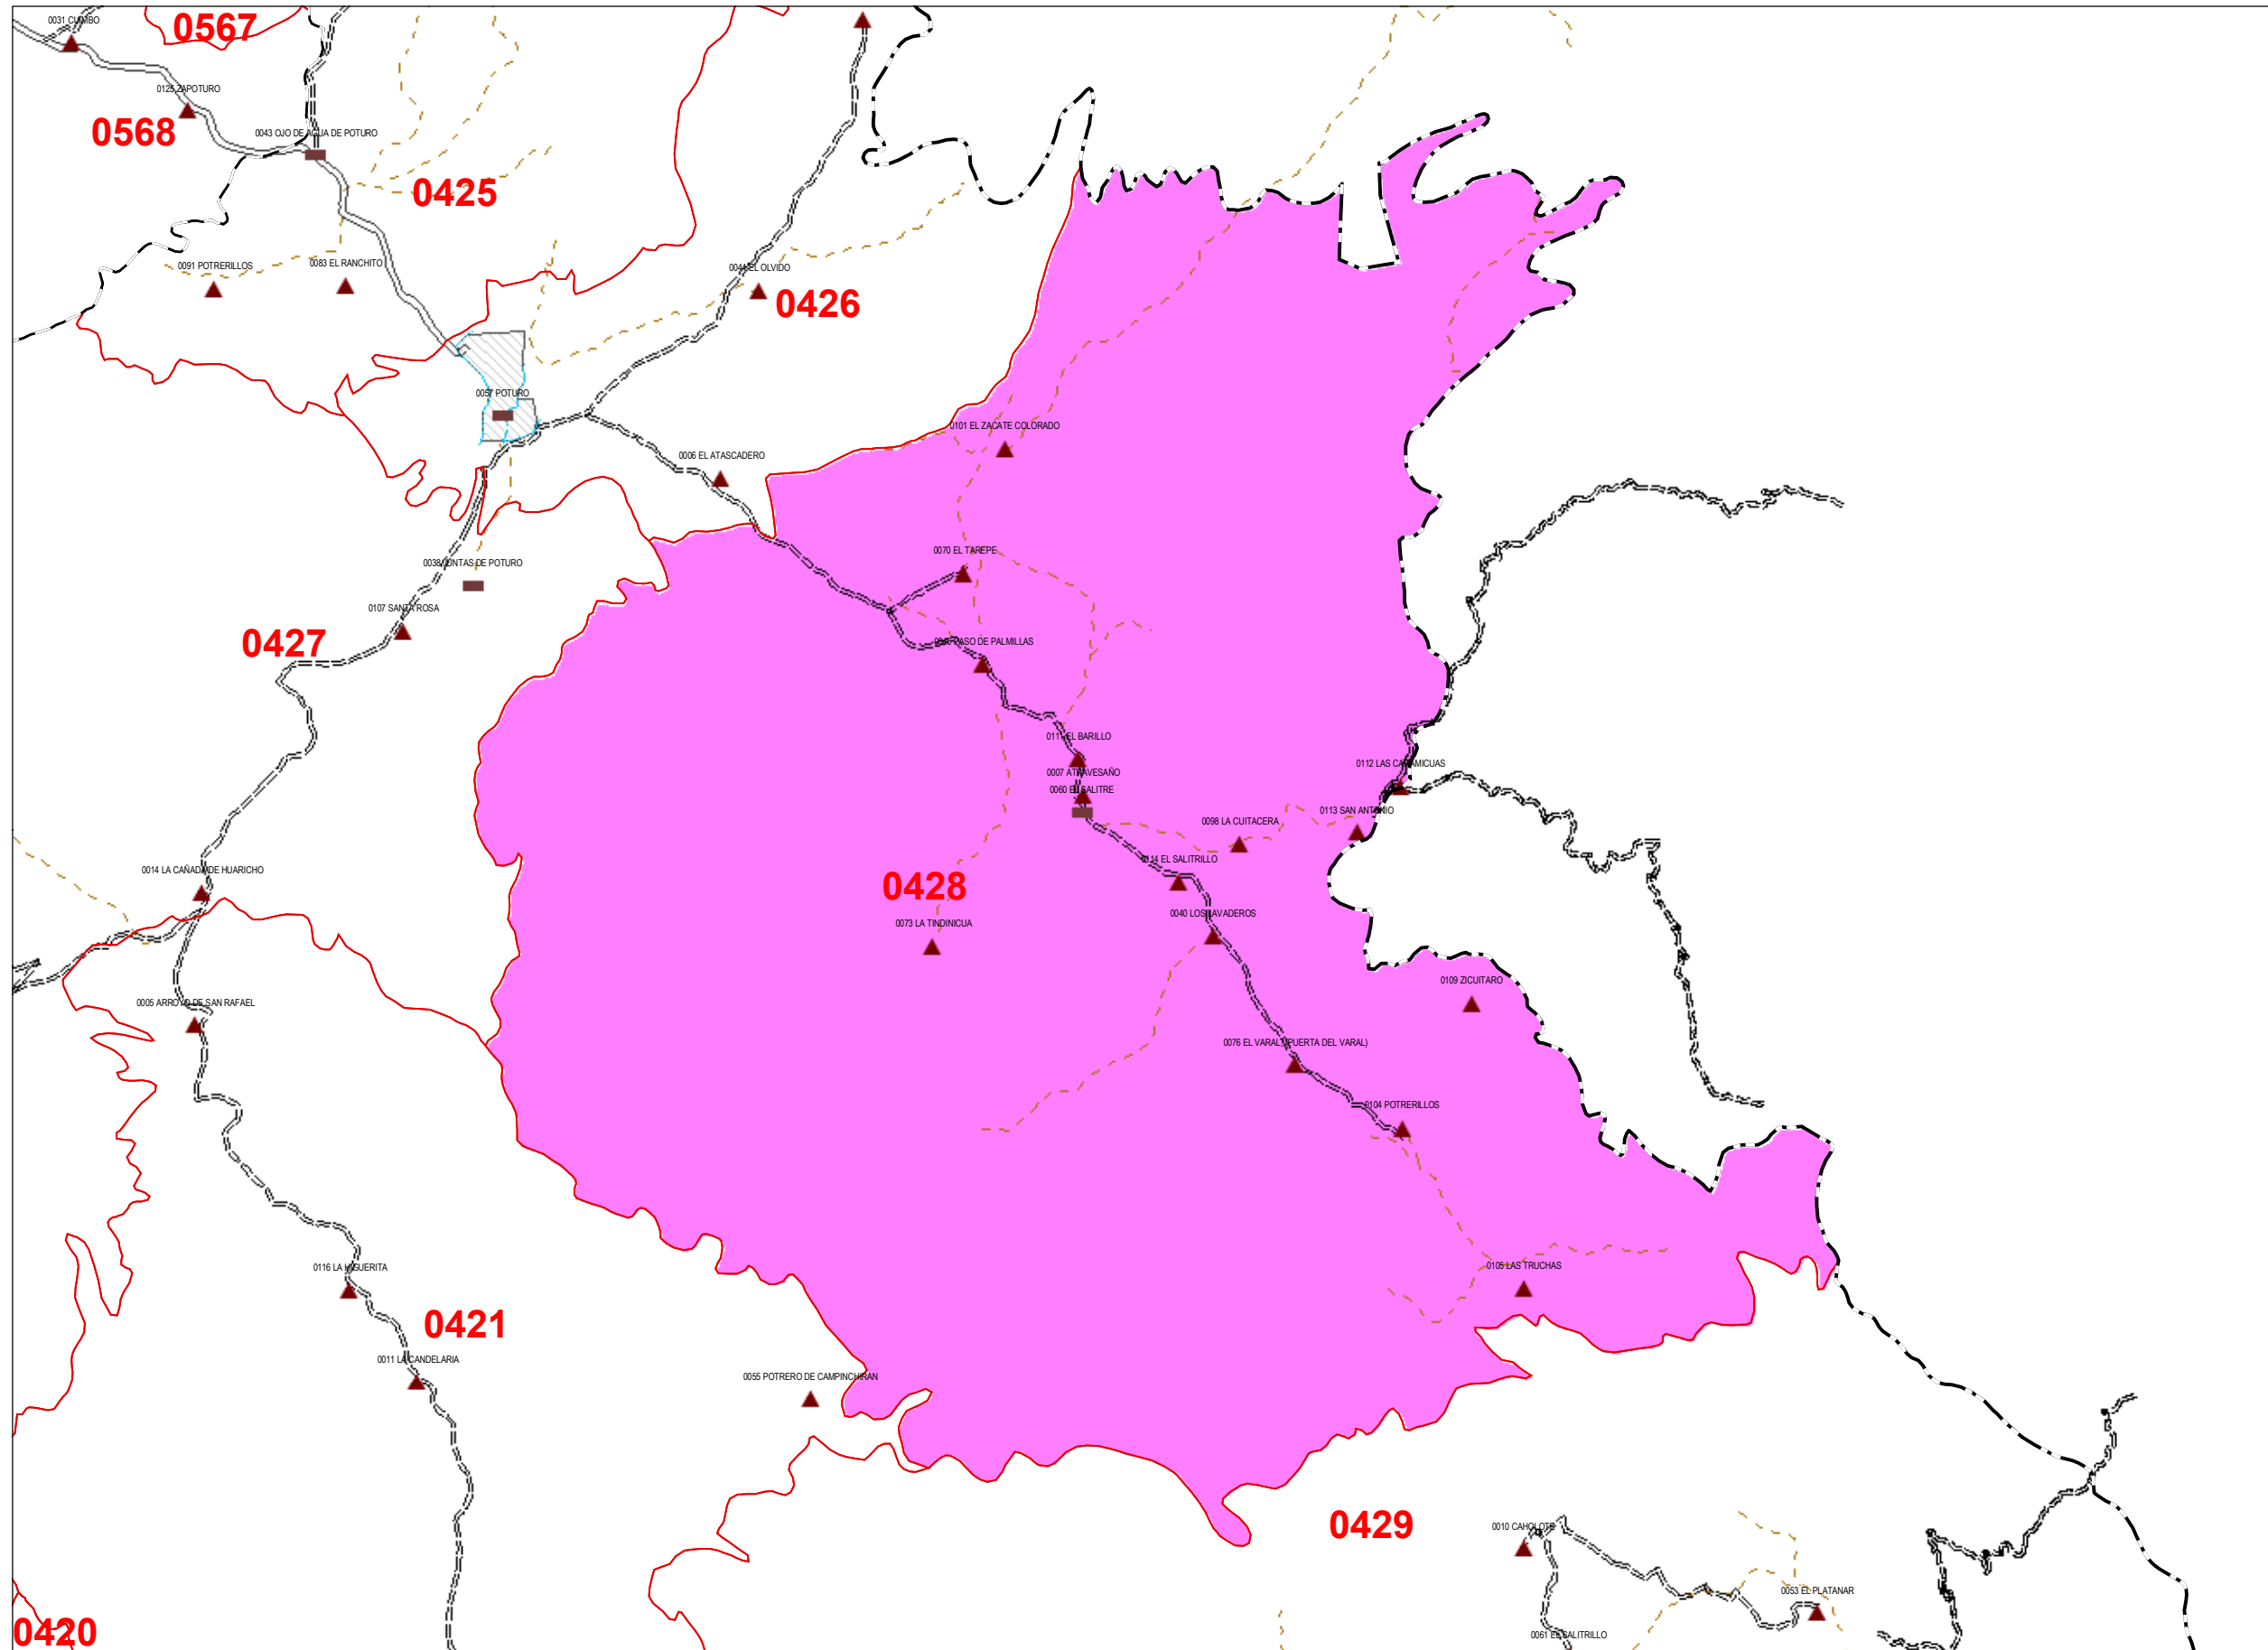 0031 CUIMBO
0567
0125 ZAPOTURO
0568
0043 OJO DE AGUA DE POTURO
0425
0091 POTRERILLOS
0083 EL RANCHITO
0044 EL OLVIDO
0426
0057 POTURO
0101 EL ZACATE COLORADO
0006 EL ATASCADERO
0070 EL TAREPE
0038 JUNTAS DE POTURO
0107 SANTA ROSA
0427
PASO DE PALMILLAS
0111 EL BARILLO
0007 ATRAVESAÑO
0060 EL SALITRE
0112 LAS CARAMICUAS
0113 SAN ANTONIO
0098 LA CUITACERA
0114 EL SALITRILLO
0014 LA CAÑADA DE HUARICHO
0428
0040 LOS LAVADEROS
0073 LA TINDINICUA
0109 ZICUITARO
0005 ARROYO DE SAN RAFAEL
0076 EL VARAL (PUERTA DEL VARAL)
0104 POTRERILLOS
0116 LA HIGUERITA
0105 LAS TRUCHAS
0421
0011 LA CANDELARIA
0055 POTRERO DE CAMPINCHIRAN
0429
0010 CAHOLOTE
0053 EL PLATANAR
0420
0061 EL SALITRILLO